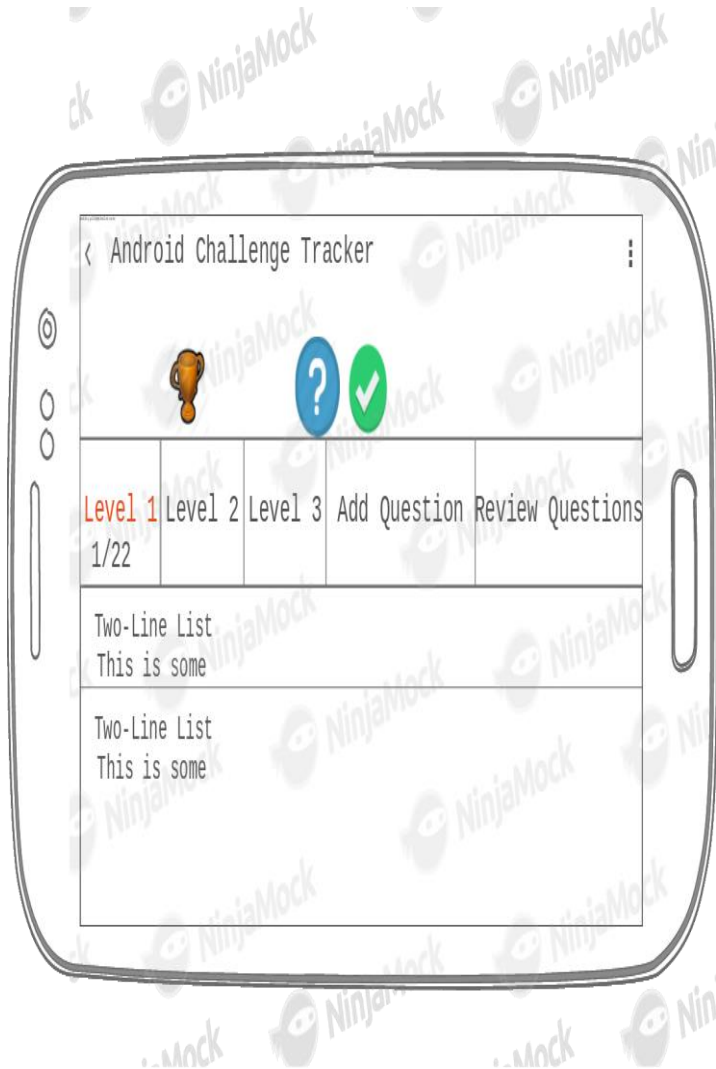 NinjaMock
< Android Challenge Tracker
Level 1 Level 2 Level 3 Add Question Review Questions
1/22
Two-Line List
This is some
Two-Line List
This is some